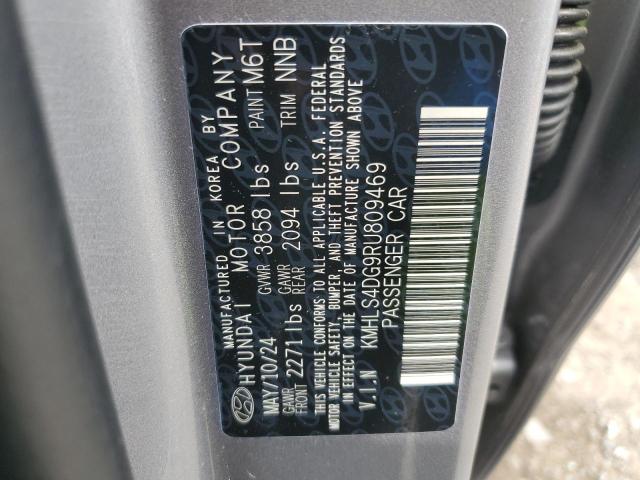 MANUFACTURED IN KOREA BY
HYUNDAI MOTOR COMPANY
MAY/10/24 GVWR 3858 lbs PAINT M6T
GAWR FRONT 2271lbs GAWR REAR 2094 lbs TRIM NNB
THIS VEHICLE CONFORMS TO ALL APPLICABLE U.S.A. FEDERAL
MOTOR VEHICLE SAFETY, BUMPER, AND THEFT PREVENTION STANDARDS
IN EFFECT ON THE DATE OF MANUFACTURE SHOWN ABOVE
V.I.N KMHLS4DG9RU809469
PASSENGER CAR